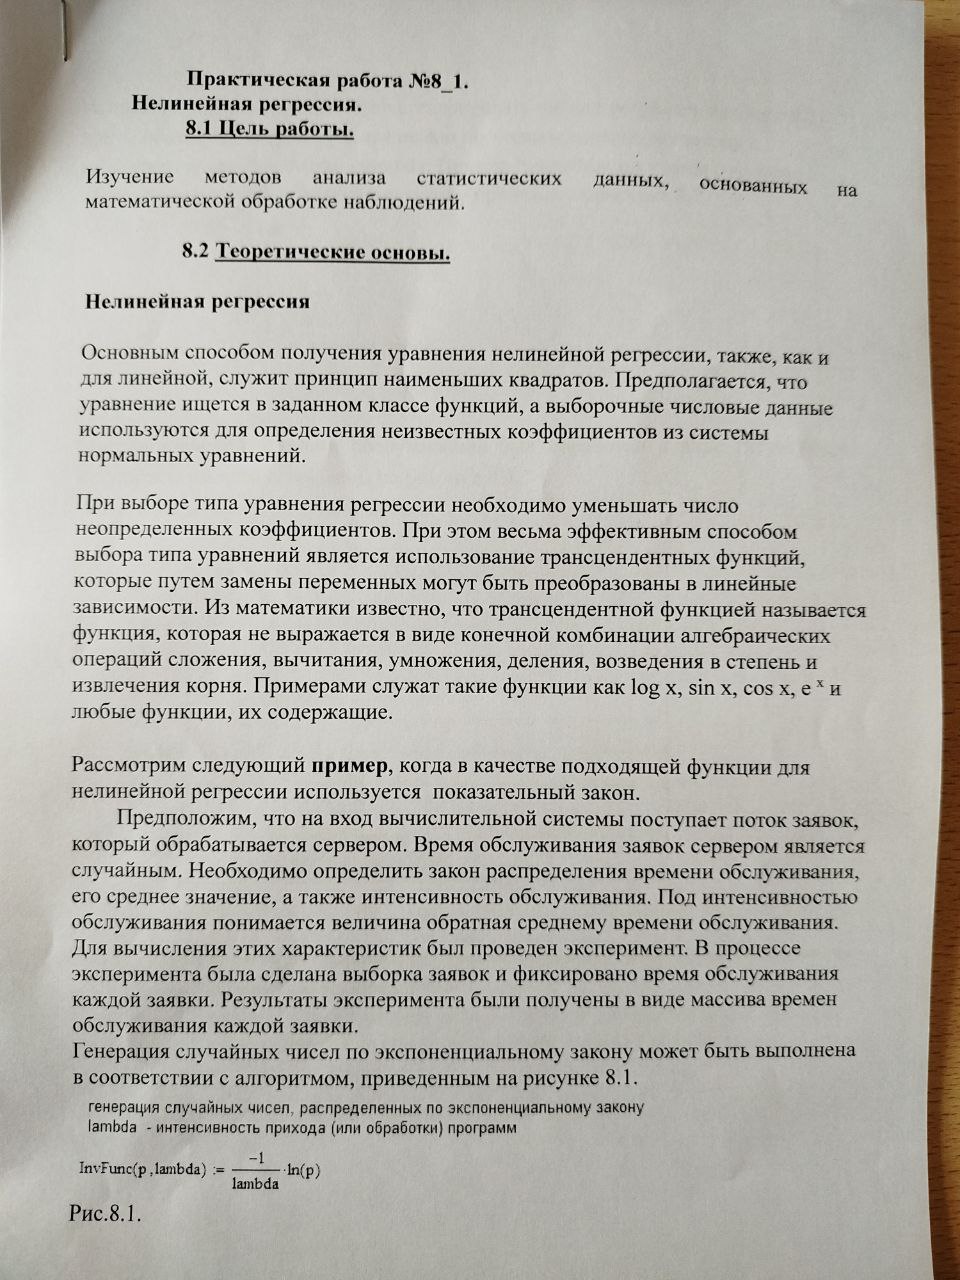 Практическая работа №8_1.
Нелинейная регрессия.
8.1 Цель работы.
Изучение методов анализа статистических данных, основанных на
математической обработке наблюдений.
8.2 Теоретические основы.
Нелинейная регрессия
Основным способом получения уравнения нелинейной регрессии, также, как и
для линейной, служит принцип наименьших квадратов. Предполагается, что
уравнение ищется в заданном классе функций, а выборочные числовые данные
используются для определения неизвестных коэффициентов из системы
нормальных уравнений.
При выборе типа уравнения регрессии необходимо уменьшать число
неопределенных коэффициентов. При этом весьма эффективным способом
выбора типа уравнений является использование трансцендентных функций,
которые путем замены переменных могут быть преобразованы в линейные
зависимости. Из математики известно, что трансцендентной функцией называется
функция, которая не выражается в виде конечной комбинации алгебраических
операций сложения, вычитания, умножения, деления, возведения в степень и
извлечения корня. Примерами служат такие функции как log x, sin x, cos x, e ˣ и
любые функции, их содержащие.
Рассмотрим следующий пример, когда в качестве подходящей функции для
нелинейной регрессии используется показательный закон.
Предположим, что на вход вычислительной системы поступает поток заявок,
который обрабатывается сервером. Время обслуживания заявок сервером является
случайным. Необходимо определить закон распределения времени обслуживания,
его среднее значение, а также интенсивность обслуживания. Под интенсивностью
обслуживания понимается величина обратная среднему времени обслуживания.
Для вычисления этих характеристик был проведен эксперимент. В процессе
эксперимента была сделана выборка заявок и фиксировано время обслуживания
каждой заявки. Результаты эксперимента были получены в виде массива времен
обслуживания каждой заявки.
Генерация случайных чисел по экспоненциальному закону может быть выполнена
в соответствии с алгоритмом, приведенным на рисунке 8.1.
генерация случайных чисел, распределенных по экспоненциальному закону
lambda - интенсивность прихода (или обработки) программ
InvFunc(p,lambda) := -1/lambda · ln(p)
Рис.8.1.